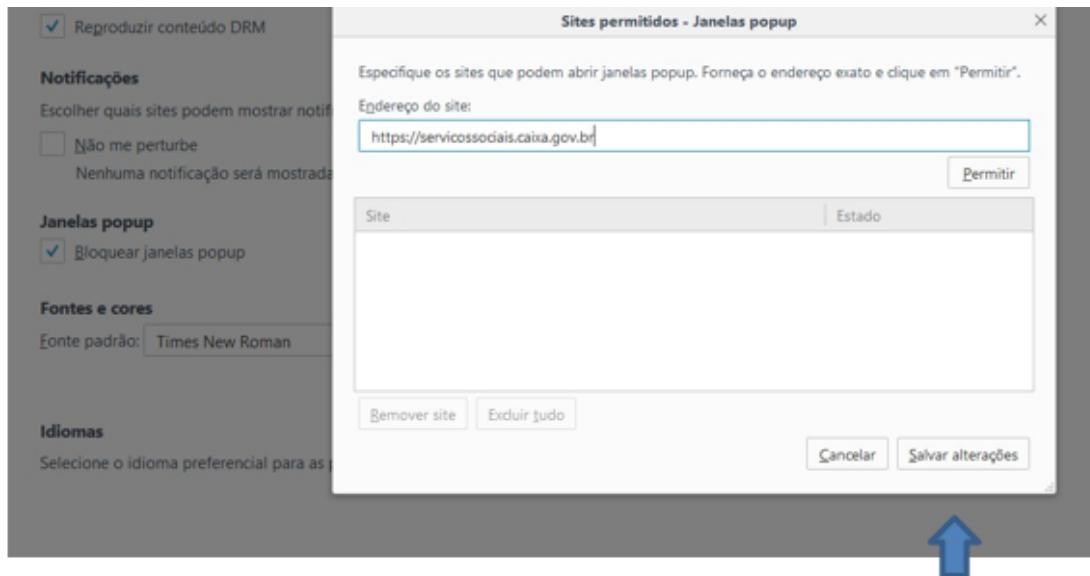 Reproduzir conteúdo DRM
Notificações
Escolher quais sites podem mostrar notif
Não me perturbe
Nenhuma notificação será mostrada
Janelas popup
Bloquear janelas popup
Fontes e cores
Fonte padrão: Times New Roman
Idiomas
Selecione o idioma preferencial para as
Sites permitidos - Janelas popup
Especifique os sites que podem abrir janelas popup. Forneça o endereço exato e clique em "Permitir".
Endereço do site:
https://servicossociais.caixa.gov.br
Permitir
Site Estado
Remover site Excluir tudo
Cancelar Salvar alterações